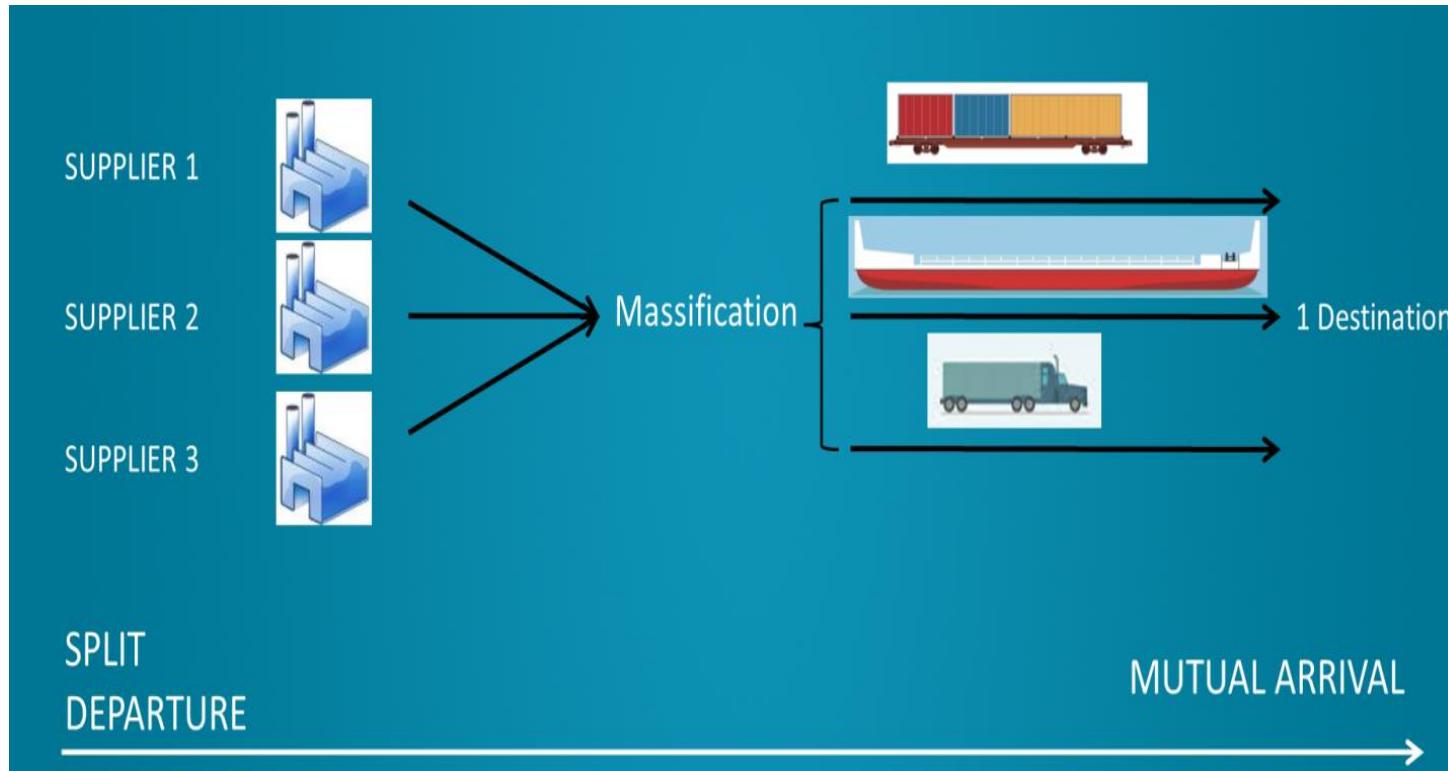 SUPPLIER 1
SUPPLIER 2
SUPPLIER 3
Massification
1 Destination
SPLIT
DEPARTURE
MUTUAL ARRIVAL